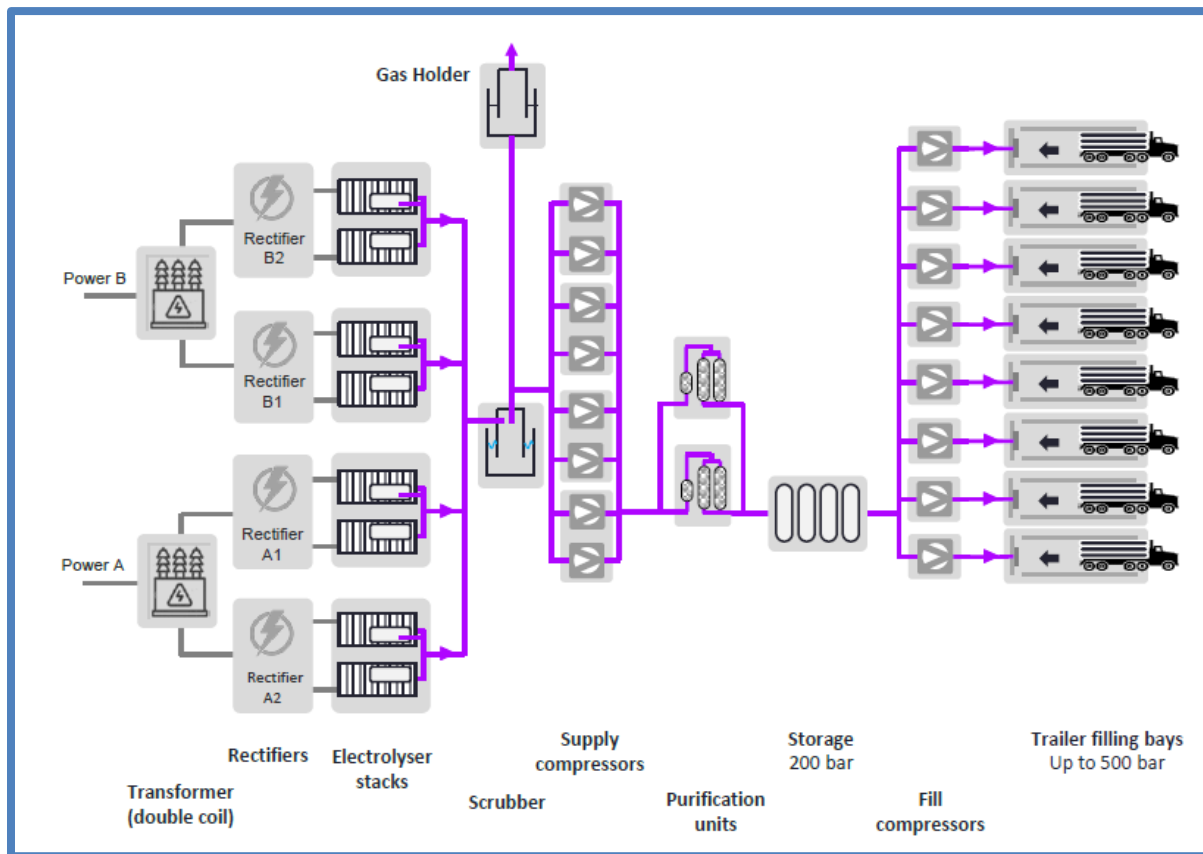 Gas Holder
Rectifier
B2
Power B
Rectifier
B1
Rectifier
A1
Power A
Rectifier
A2
Rectifiers
Electrolyser
stacks
Supply
compressors
Storage
200 bar
Trailer filling bays
Up to 500 bar
Transformer
(double coil)
Scrubber
Purification
units
Fill
compressors